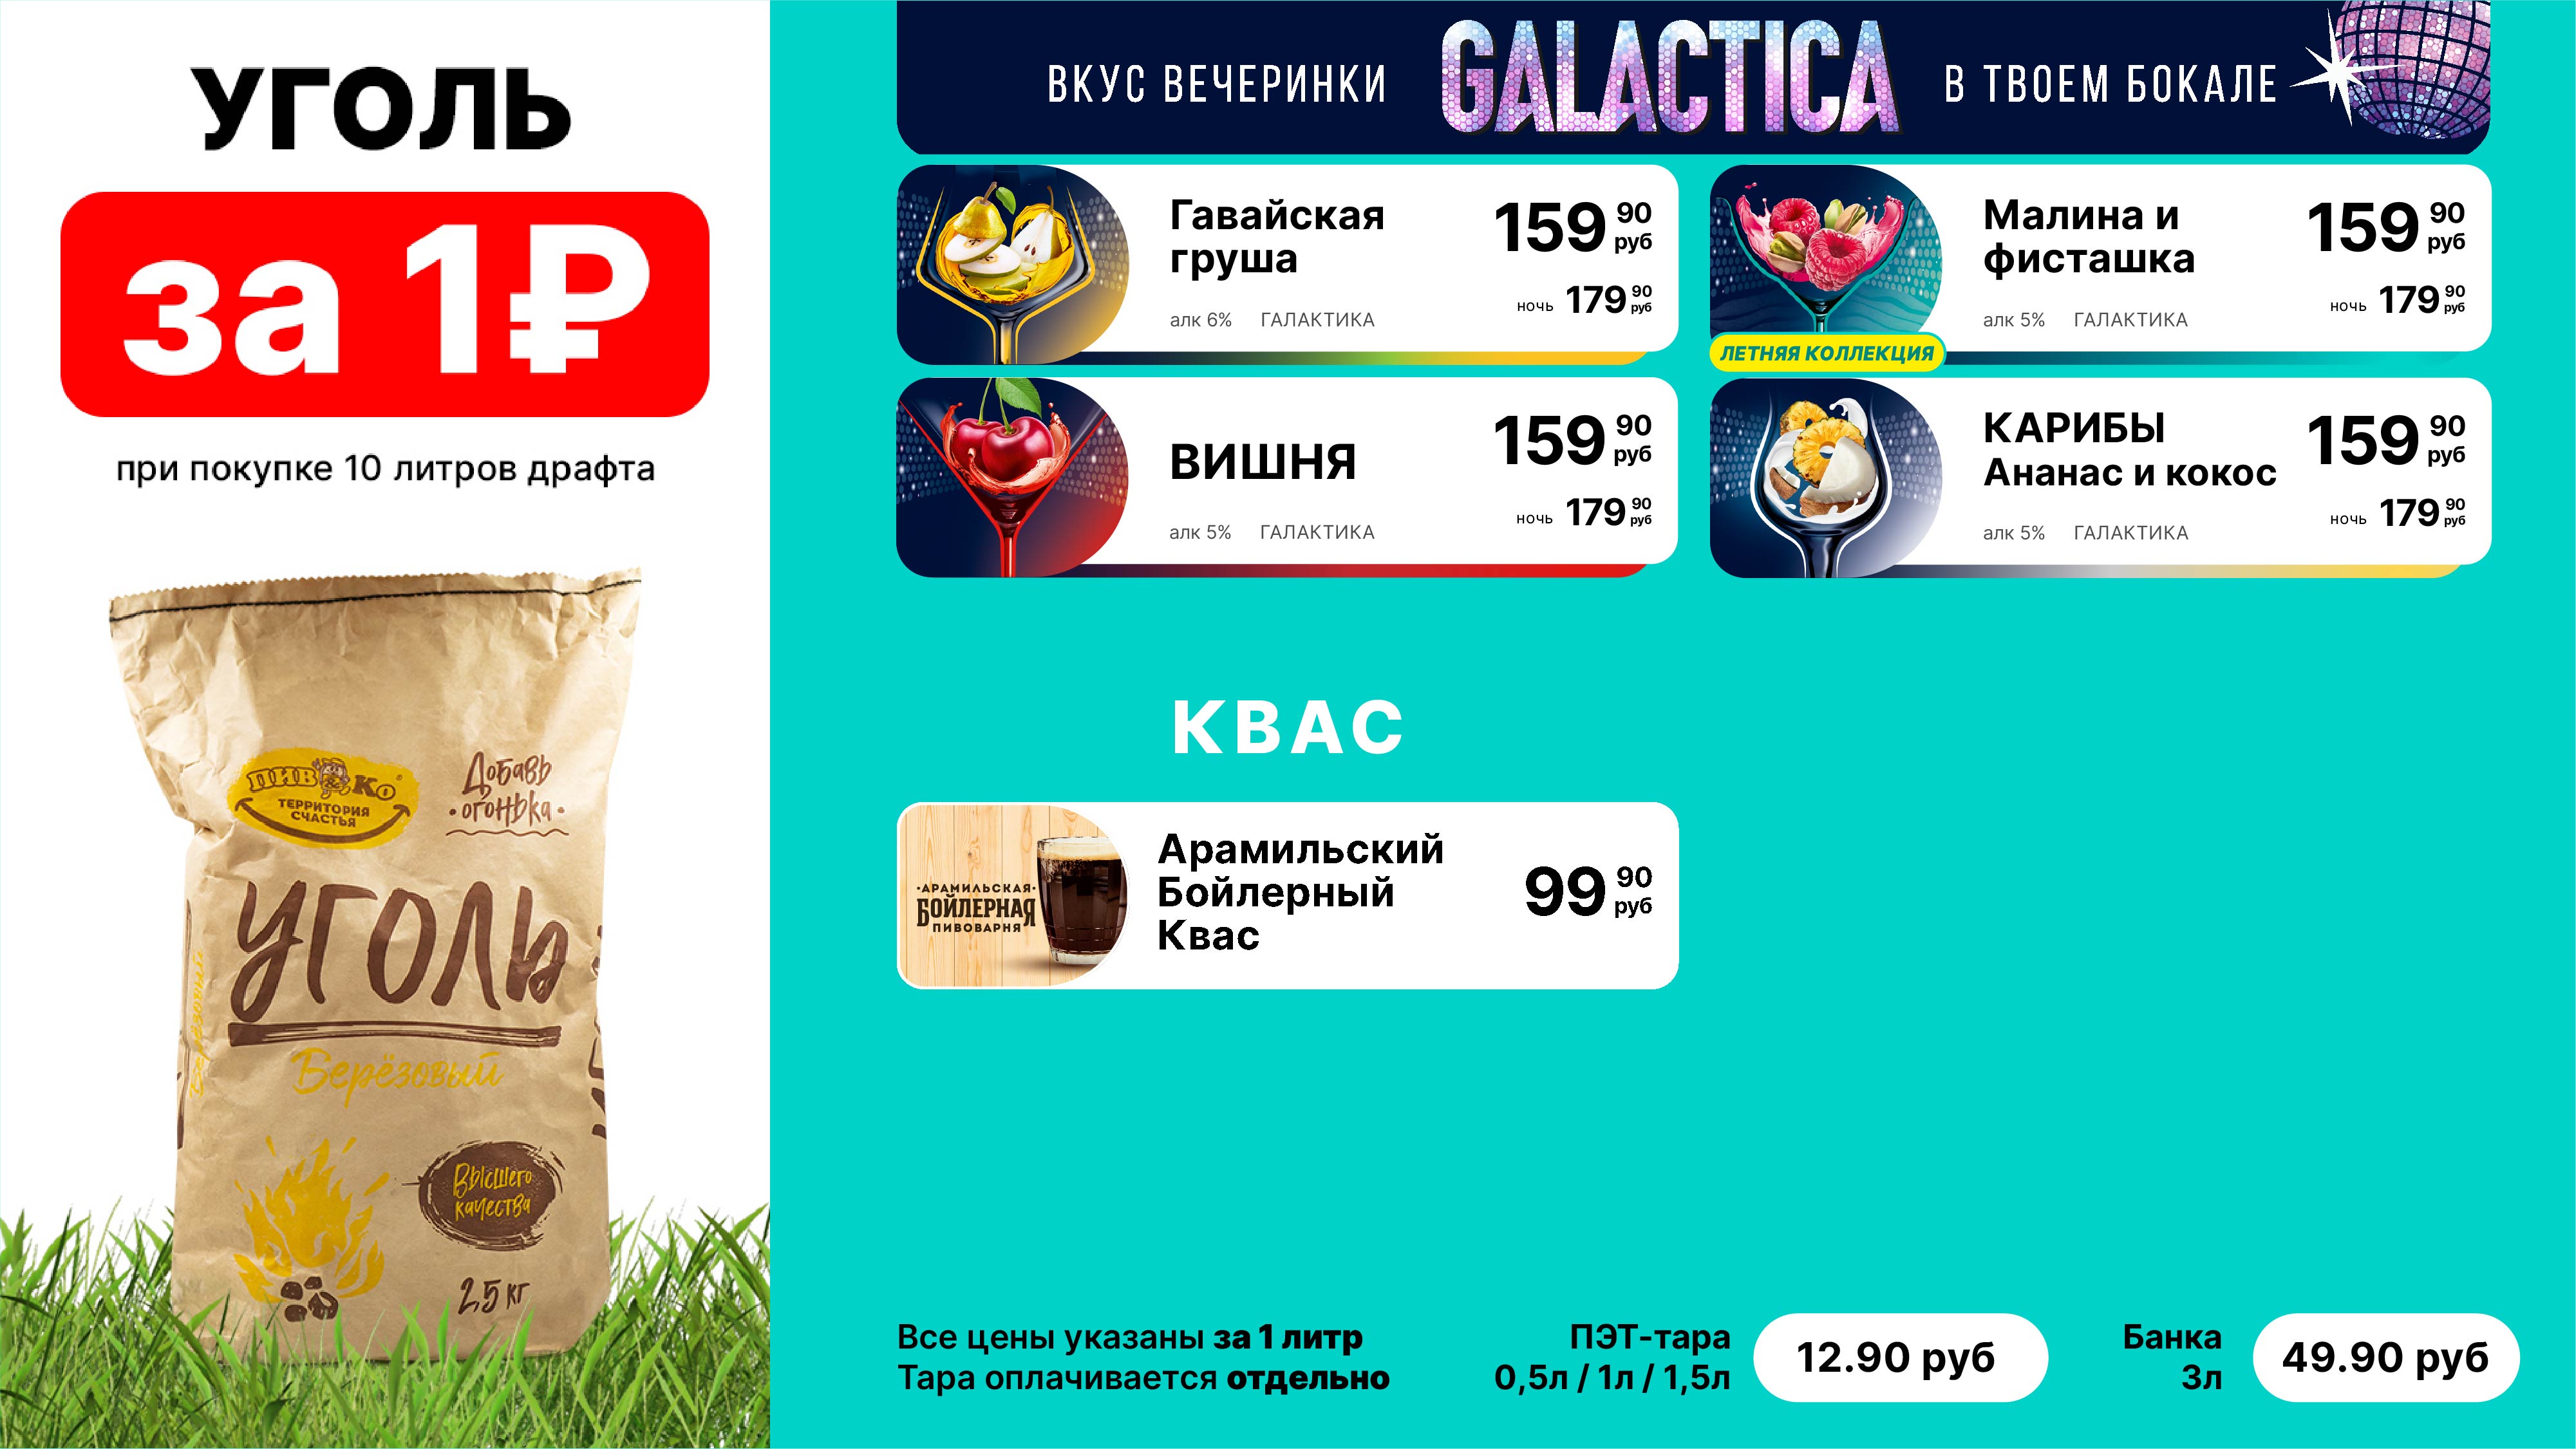 УГОЛЬ
за 1₽
при покупке 10 литров драфта
ПИВ&Ко
ТЕРРИТОРИЯ
СЧАСТЬЯ
Добавь
огонька
УГОЛЬ
Берёзовый
Высшего
качества
2,5 кг
ВКУС ВЕЧЕРИНКИ GALACTICA В ТВОЕМ БОКАЛЕ
Гавайская
груша
159 90 руб
ночь 179 90 руб
алк 6% ГАЛАКТИКА
Малина и
фисташка
159 90 руб
ночь 179 90 руб
алк 5% ГАЛАКТИКА
ЛЕТНЯЯ КОЛЛЕКЦИЯ
ВИШНЯ
159 90 руб
ночь 179 90 руб
алк 5% ГАЛАКТИКА
КАРИБЫ
Ананас и кокос
159 90 руб
ночь 179 90 руб
алк 5% ГАЛАКТИКА
КВАС
·АРАМИЛЬСКАЯ·
БОЙЛЕРНАЯ
ПИВОВАРНЯ
Арамильский
Бойлерный
Квас
99 90 руб
Все цены указаны за 1 литр
Тара оплачивается отдельно
ПЭТ-тара
0,5л / 1л / 1,5л
12.90 руб
Банка
3л
49.90 руб